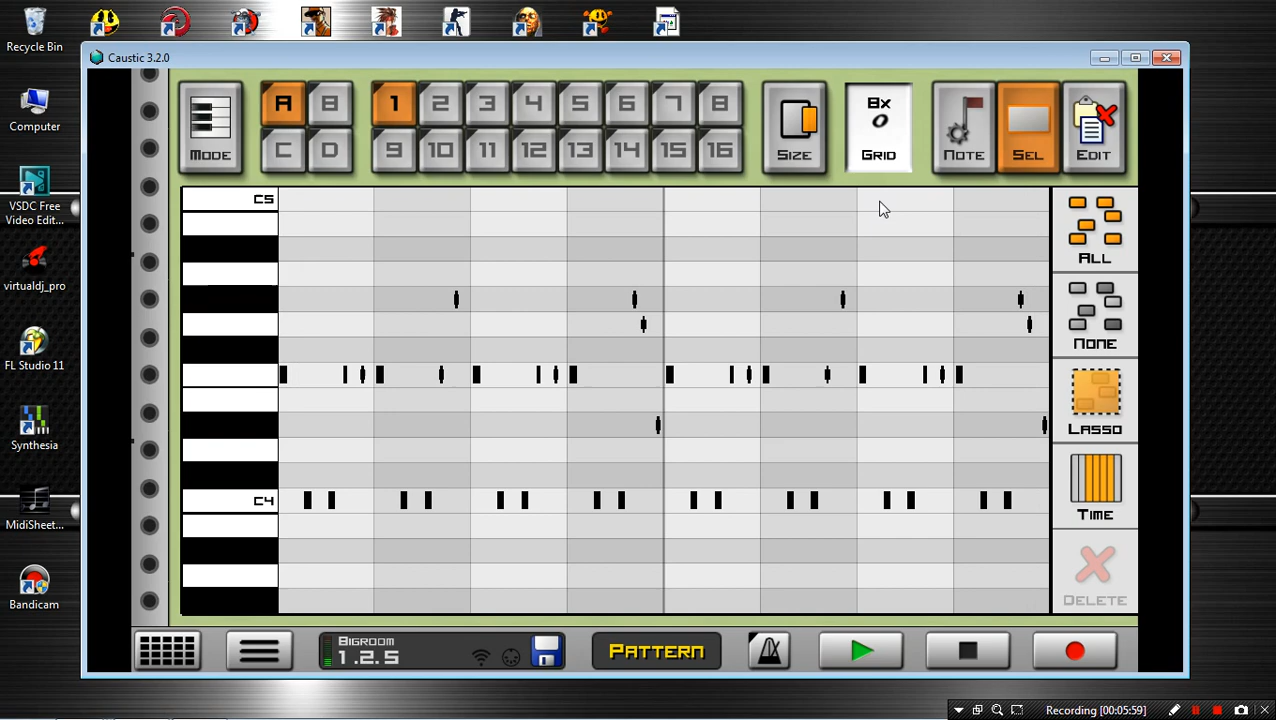 Caustic 3.2.0
Recycle Bin
Computer
VSDC Free
Video Edit...
virtualdj_pro
FL Studio 11
Synthesia
MidiSheet...
Bandicam
MODE
A B
C D
1 2 3 4 5 6 7 8
9 10 11 12 13 14 15 16
SIZE
8x
GRID
NOTE
SEL
EDIT
C5
C4
ALL
NONE
LASSO
TIME
DELETE
BIGROOM
1.2.5
PATTERN
Recording [00:05:59]